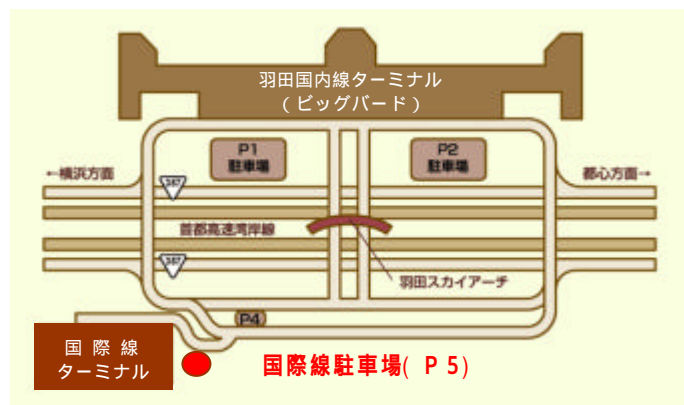 羽田国内線ターミナル
(ビッグバード)
P1
駐車場
P2
駐車場
←横浜方面
都心方面→
357
首都高速湾岸線
357
羽田スカイアーチ
P4
国際線
ターミナル
国際線駐車場( P 5)